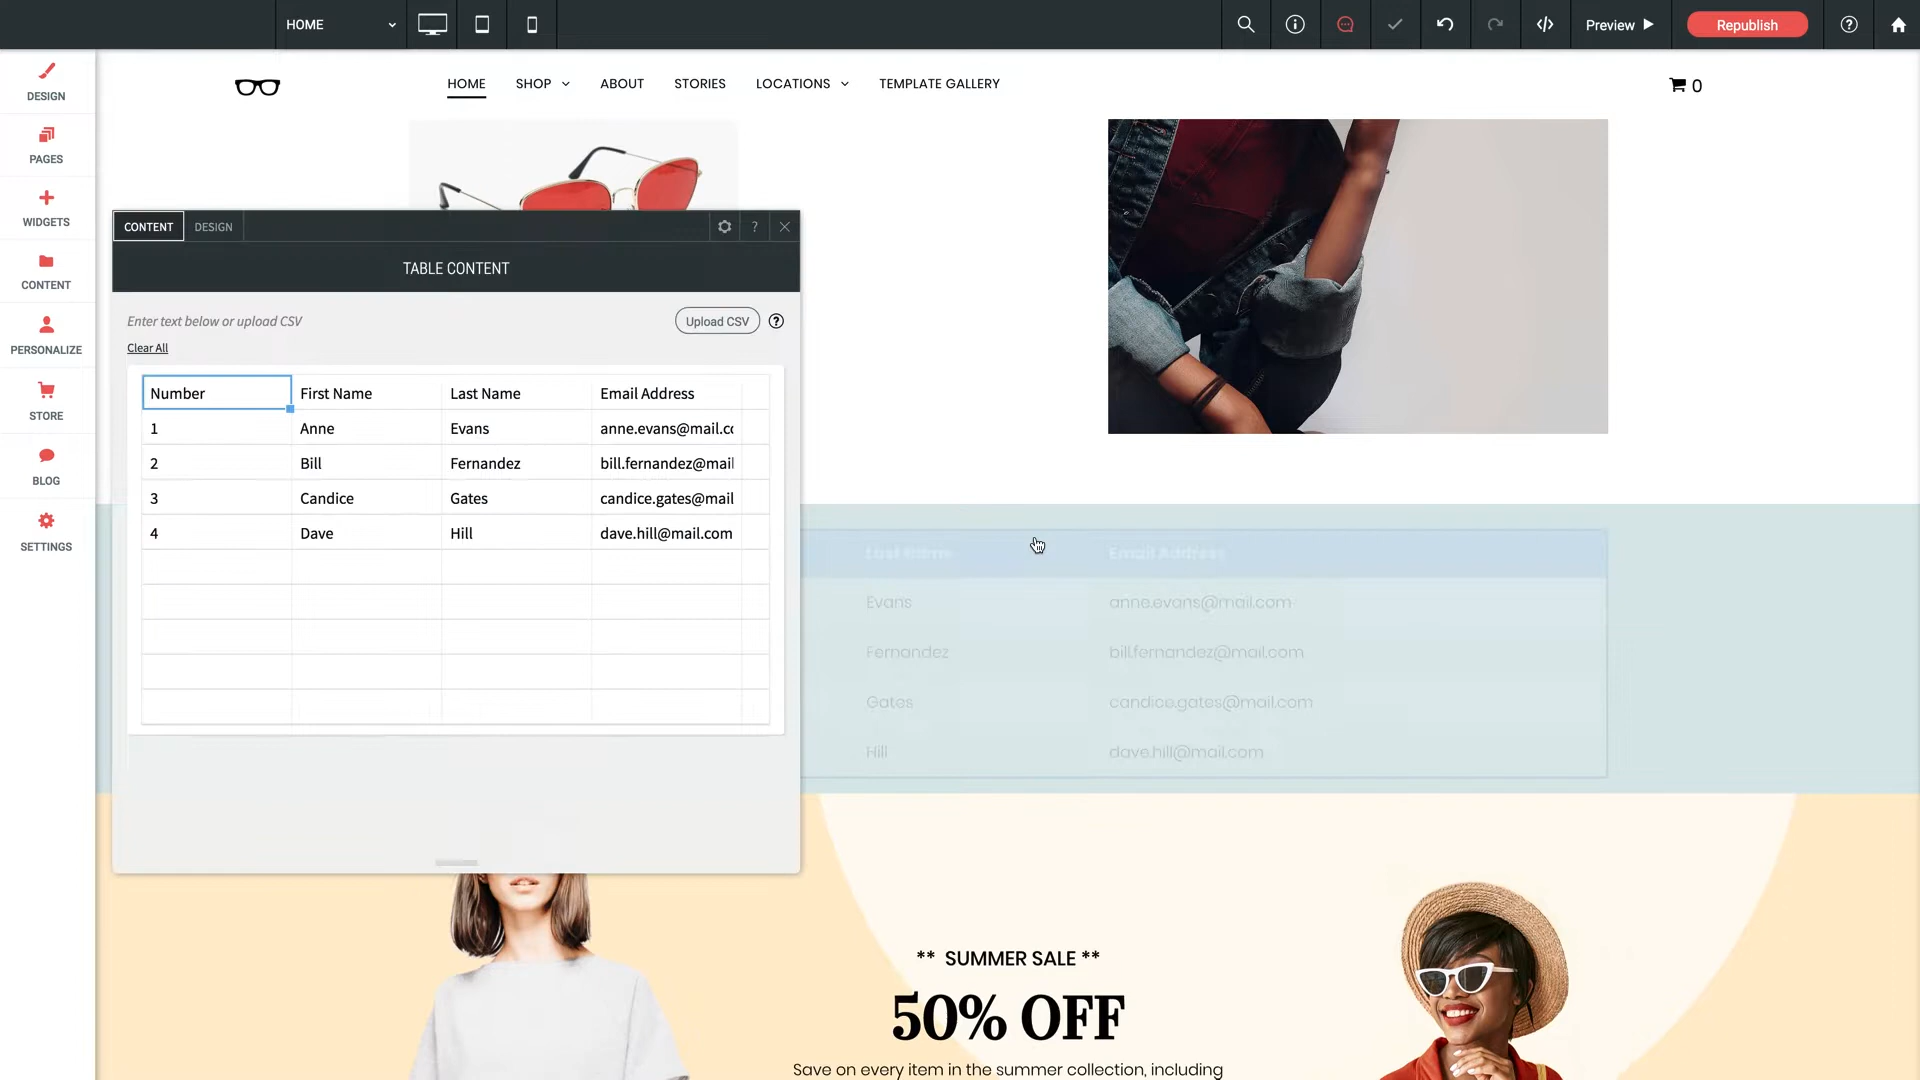 HOME
Preview
Republish
DESIGN
PAGES
WIDGETS
CONTENT
PERSONALIZE
STORE
BLOG
SETTINGS
HOME SHOP ABOUT STORIES LOCATIONS TEMPLATE GALLERY
0
CONTENT DESIGN ?
TABLE CONTENT
Enter text below or upload CSV
Upload CSV ?
Clear All
Number First Name Last Name Email Address
1 Anne Evans anne.evans@mail.co
2 Bill Fernandez bill.fernandez@mail
3 Candice Gates candice.gates@mail
4 Dave Hill dave.hill@mail.com
Last Name Email Address
Evans anne.evans@mail.com
Fernandez bill.fernandez@mail.com
Gates candice.gates@mail.com
Hill dave.hill@mail.com
** SUMMER SALE **
50% OFF
Save on every item in the summer collection, including